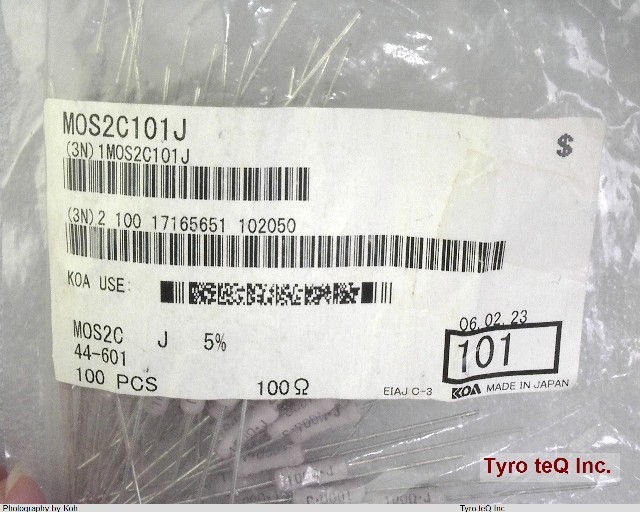 MOS2C101J
(3N)1MOS2C101J
$
(3N)2 100 17165651 102050
KOA USE:
MOS2C J 5%
44-601
100 PCS 100Ω
06.02.23
101
EIAJ C-3 KOA MADE IN JAPAN
Tyro teQ Inc.
Photography by Koh Tyro teQ Inc